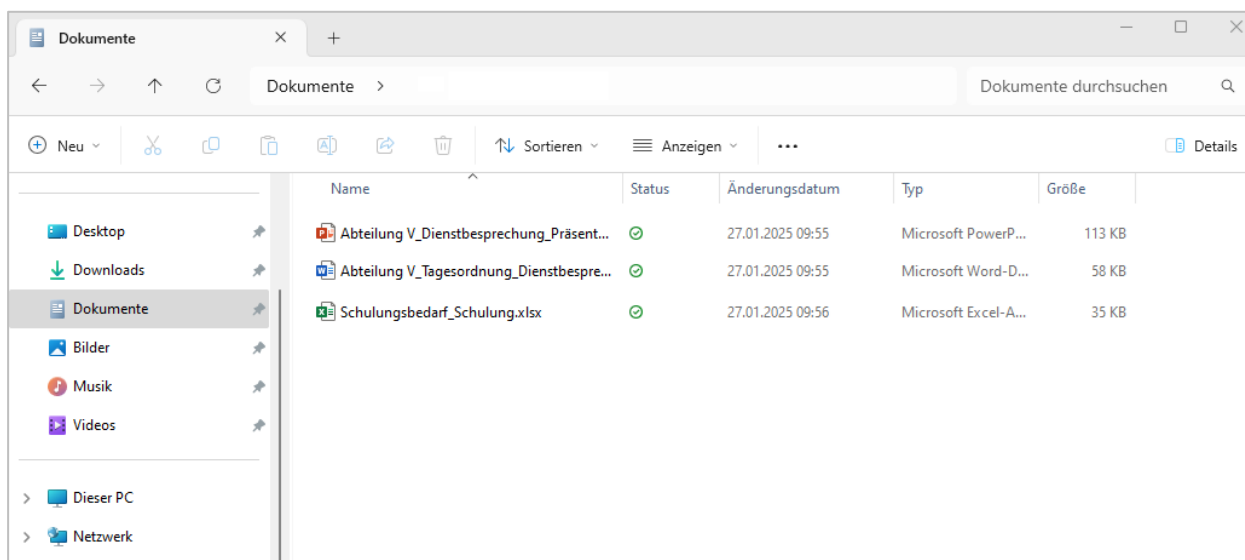 Dokumente
Dokumente >
Dokumente durchsuchen
Neu
Sortieren
Anzeigen
Details
Name Status Änderungsdatum Typ Größe
Desktop
Downloads
Dokumente
Bilder
Musik
Videos
Dieser PC
Netzwerk
Abteilung V_Dienstbesprechung_Präsent... 27.01.2025 09:55 Microsoft PowerP... 113 KB
Abteilung V_Tagesordnung_Dienstbespre... 27.01.2025 09:55 Microsoft Word-D... 58 KB
Schulungsbedarf_Schulung.xlsx 27.01.2025 09:56 Microsoft Excel-A... 35 KB